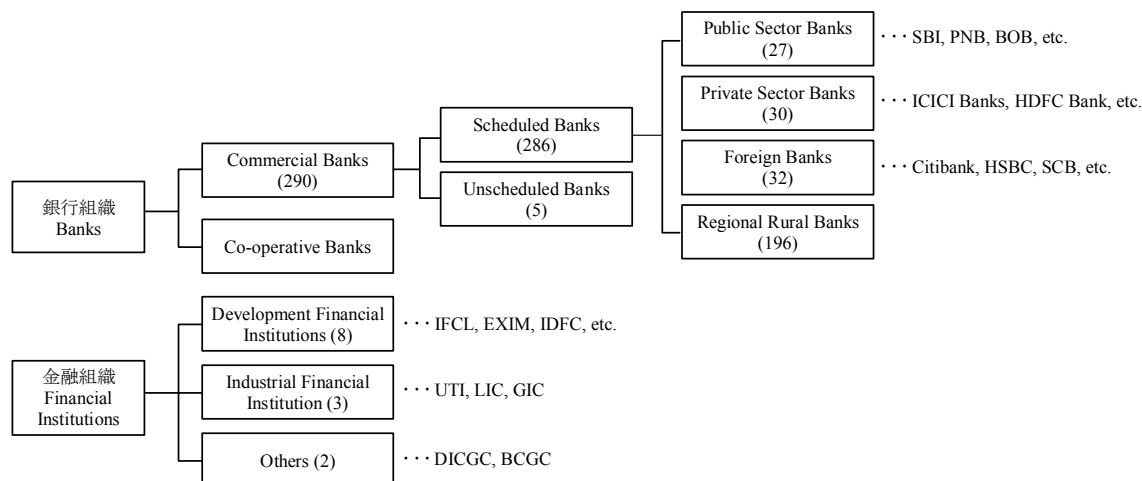 Public Sector Banks
(27)
・・・SBI, PNB, BOB, etc.
Private Sector Banks
(30)
・・・ICICI Banks, HDFC Bank, etc.
Scheduled Banks
(286)
Commercial Banks
(290)
Foreign Banks
(32)
・・・Citibank, HSBC, SCB, etc.
Unscheduled Banks
(5)
銀行組織
Banks
Regional Rural Banks
(196)
Co-operative Banks
Development Financial
Institutions (8)
・・・IFCL, EXIM, IDFC, etc.
金融組織
Financial
Institutions
Industrial Financial
Institution (3)
・・・UTI, LIC, GIC
Others (2)
・・・DICGC, BCGC